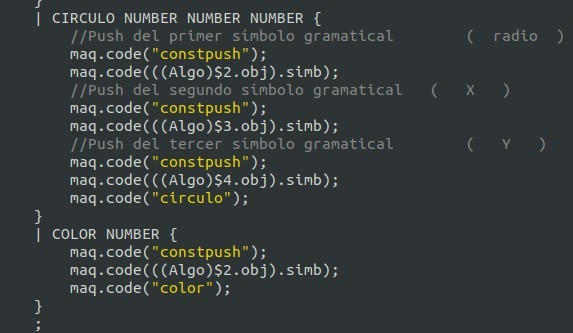 }
| CIRCULO NUMBER NUMBER NUMBER {
//Push del primer simbolo gramatical ( radio )
maq.code("constpush");
maq.code(((Algo)$2.obj).simb);
//Push del segundo simbolo gramatical ( X )
maq.code("constpush");
maq.code(((Algo)$3.obj).simb);
//Push del tercer simbolo gramatical ( Y )
maq.code("constpush");
maq.code(((Algo)$4.obj).simb);
maq.code("circulo");
}
| COLOR NUMBER {
maq.code("constpush");
maq.code(((Algo)$2.obj).simb);
maq.code("color");
}
;